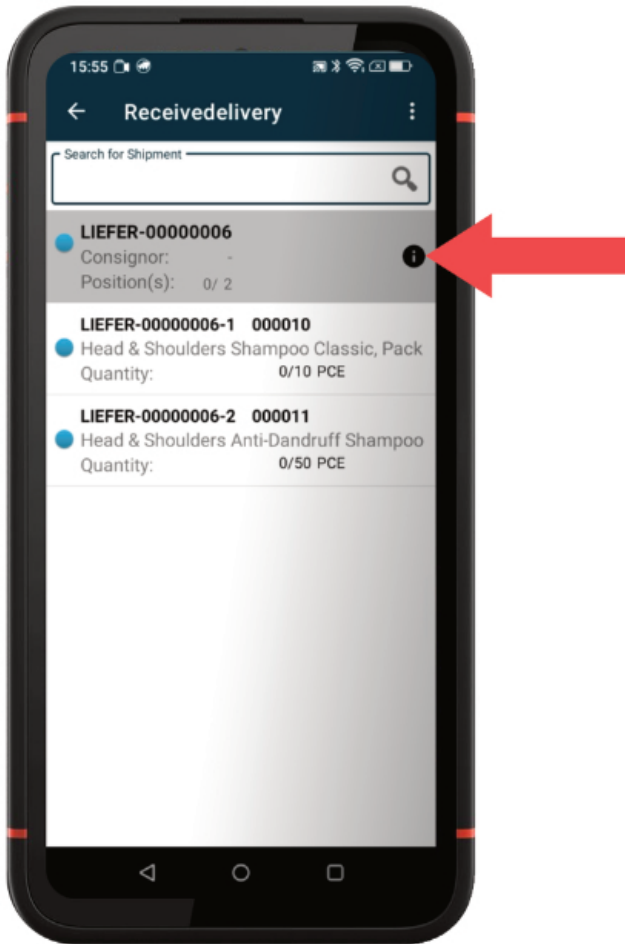 15:55
Receivedelivery
Search for Shipment
LIEFER-00000006
Consignor: -
Position(s): 0/ 2
LIEFER-00000006-1 000010
Head & Shoulders Shampoo Classic, Pack
Quantity: 0/10 PCE
LIEFER-00000006-2 000011
Head & Shoulders Anti-Dandruff Shampoo
Quantity: 0/50 PCE